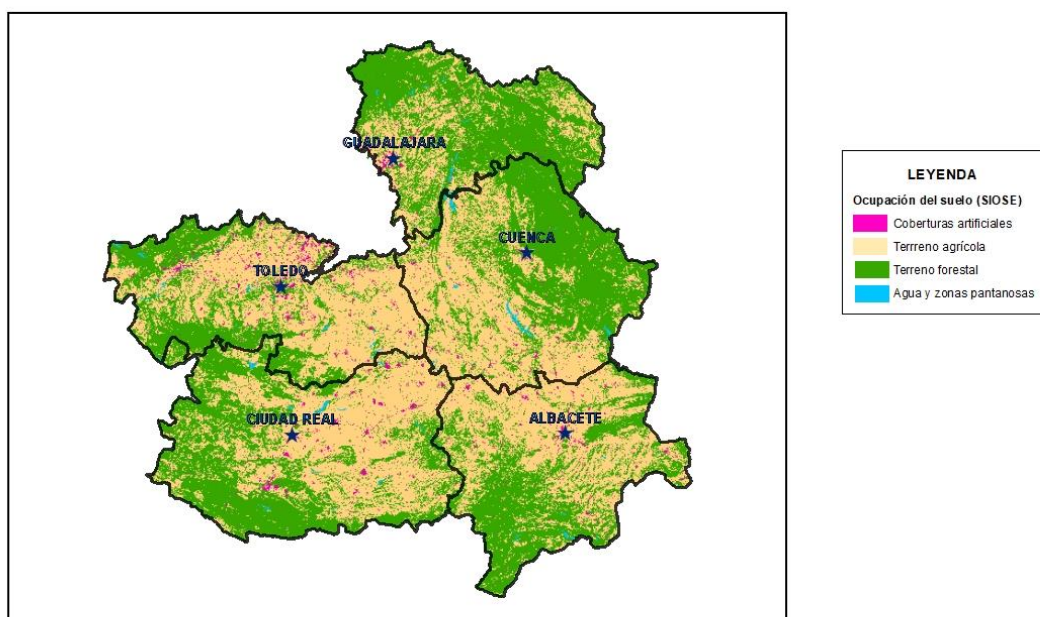 GUADALAJARA
CUENCA
TOLEDO
CIUDAD REAL
ALBACETE
LEYENDA
Ocupación del suelo (SIOSE)
Coberturas artificiales
Terrreno agrícola
Terreno forestal
Agua y zonas pantanosas